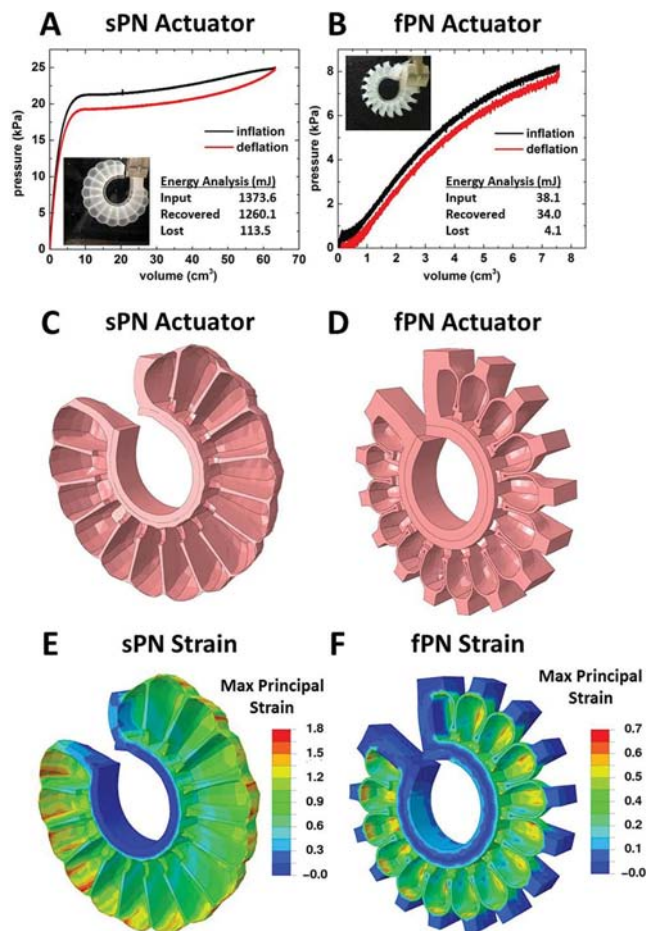 A sPN Actuator
25
20
15
10
5
0
pressure (kPa)
inflation
deflation
Energy Analysis (mJ)
Input 1373.6
Recovered 1260.1
Lost 113.5
0 10 20 30 40 50 60 70
volume (cm³)
B fPN Actuator
8
6
4
2
0
pressure (kPa)
inflation
deflation
Energy Analysis (mJ)
Input 38.1
Recovered 34.0
Lost 4.1
0 1 2 3 4 5 6 7 8
volume (cm³)
C sPN Actuator
D fPN Actuator
E sPN Strain
Max Principal
Strain
1.8
1.5
1.2
0.9
0.6
0.3
−0.0
F fPN Strain
Max Principal
Strain
0.7
0.6
0.5
0.4
0.2
0.1
−0.0